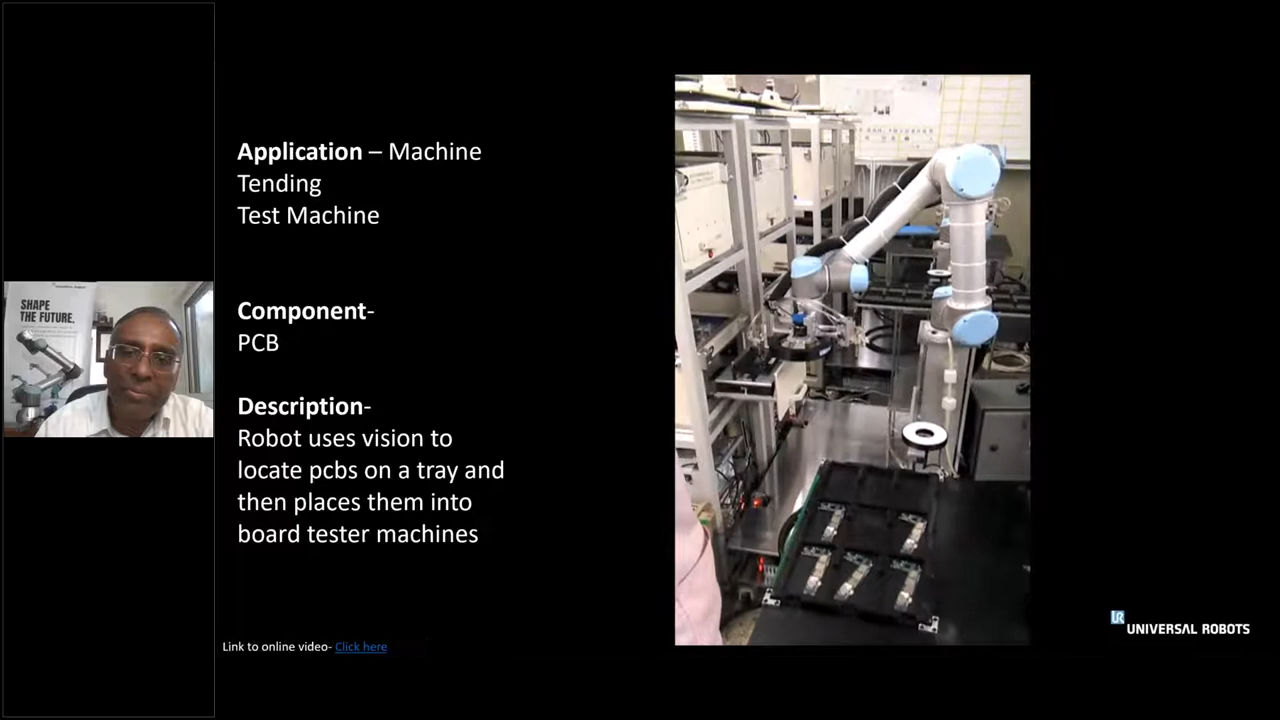 Application – Machine
Tending
Test Machine
Component-
PCB
Description-
Robot uses vision to
locate pcbs on a tray and
then places them into
board tester machines
Link to online video- Click here
SHAPE
THE FUTURE.
UR
UNIVERSAL ROBOTS